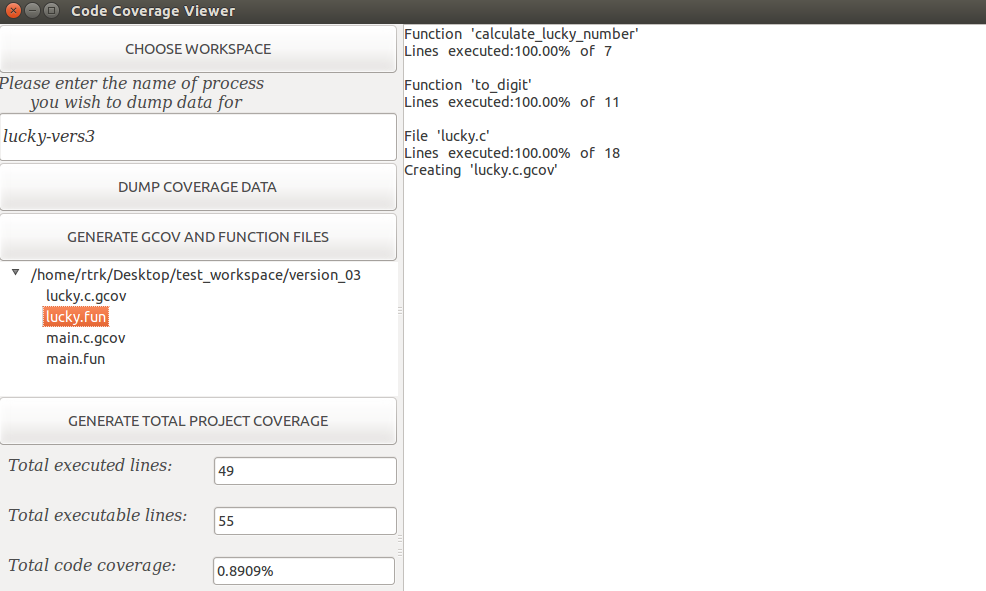 Code Coverage Viewer
CHOOSE WORKSPACE
Please enter the name of process
you wish to dump data for
lucky-vers3
DUMP COVERAGE DATA
GENERATE GCOV AND FUNCTION FILES
/home/rtrk/Desktop/test_workspace/version_03
lucky.c.gcov
lucky.fun
main.c.gcov
main.fun
GENERATE TOTAL PROJECT COVERAGE
Total executed lines: 49
Total executable lines: 55
Total code coverage: 0.8909%
Function 'calculate_lucky_number'
Lines executed:100.00% of 7
Function 'to_digit'
Lines executed:100.00% of 11
File 'lucky.c'
Lines executed:100.00% of 18
Creating 'lucky.c.gcov'